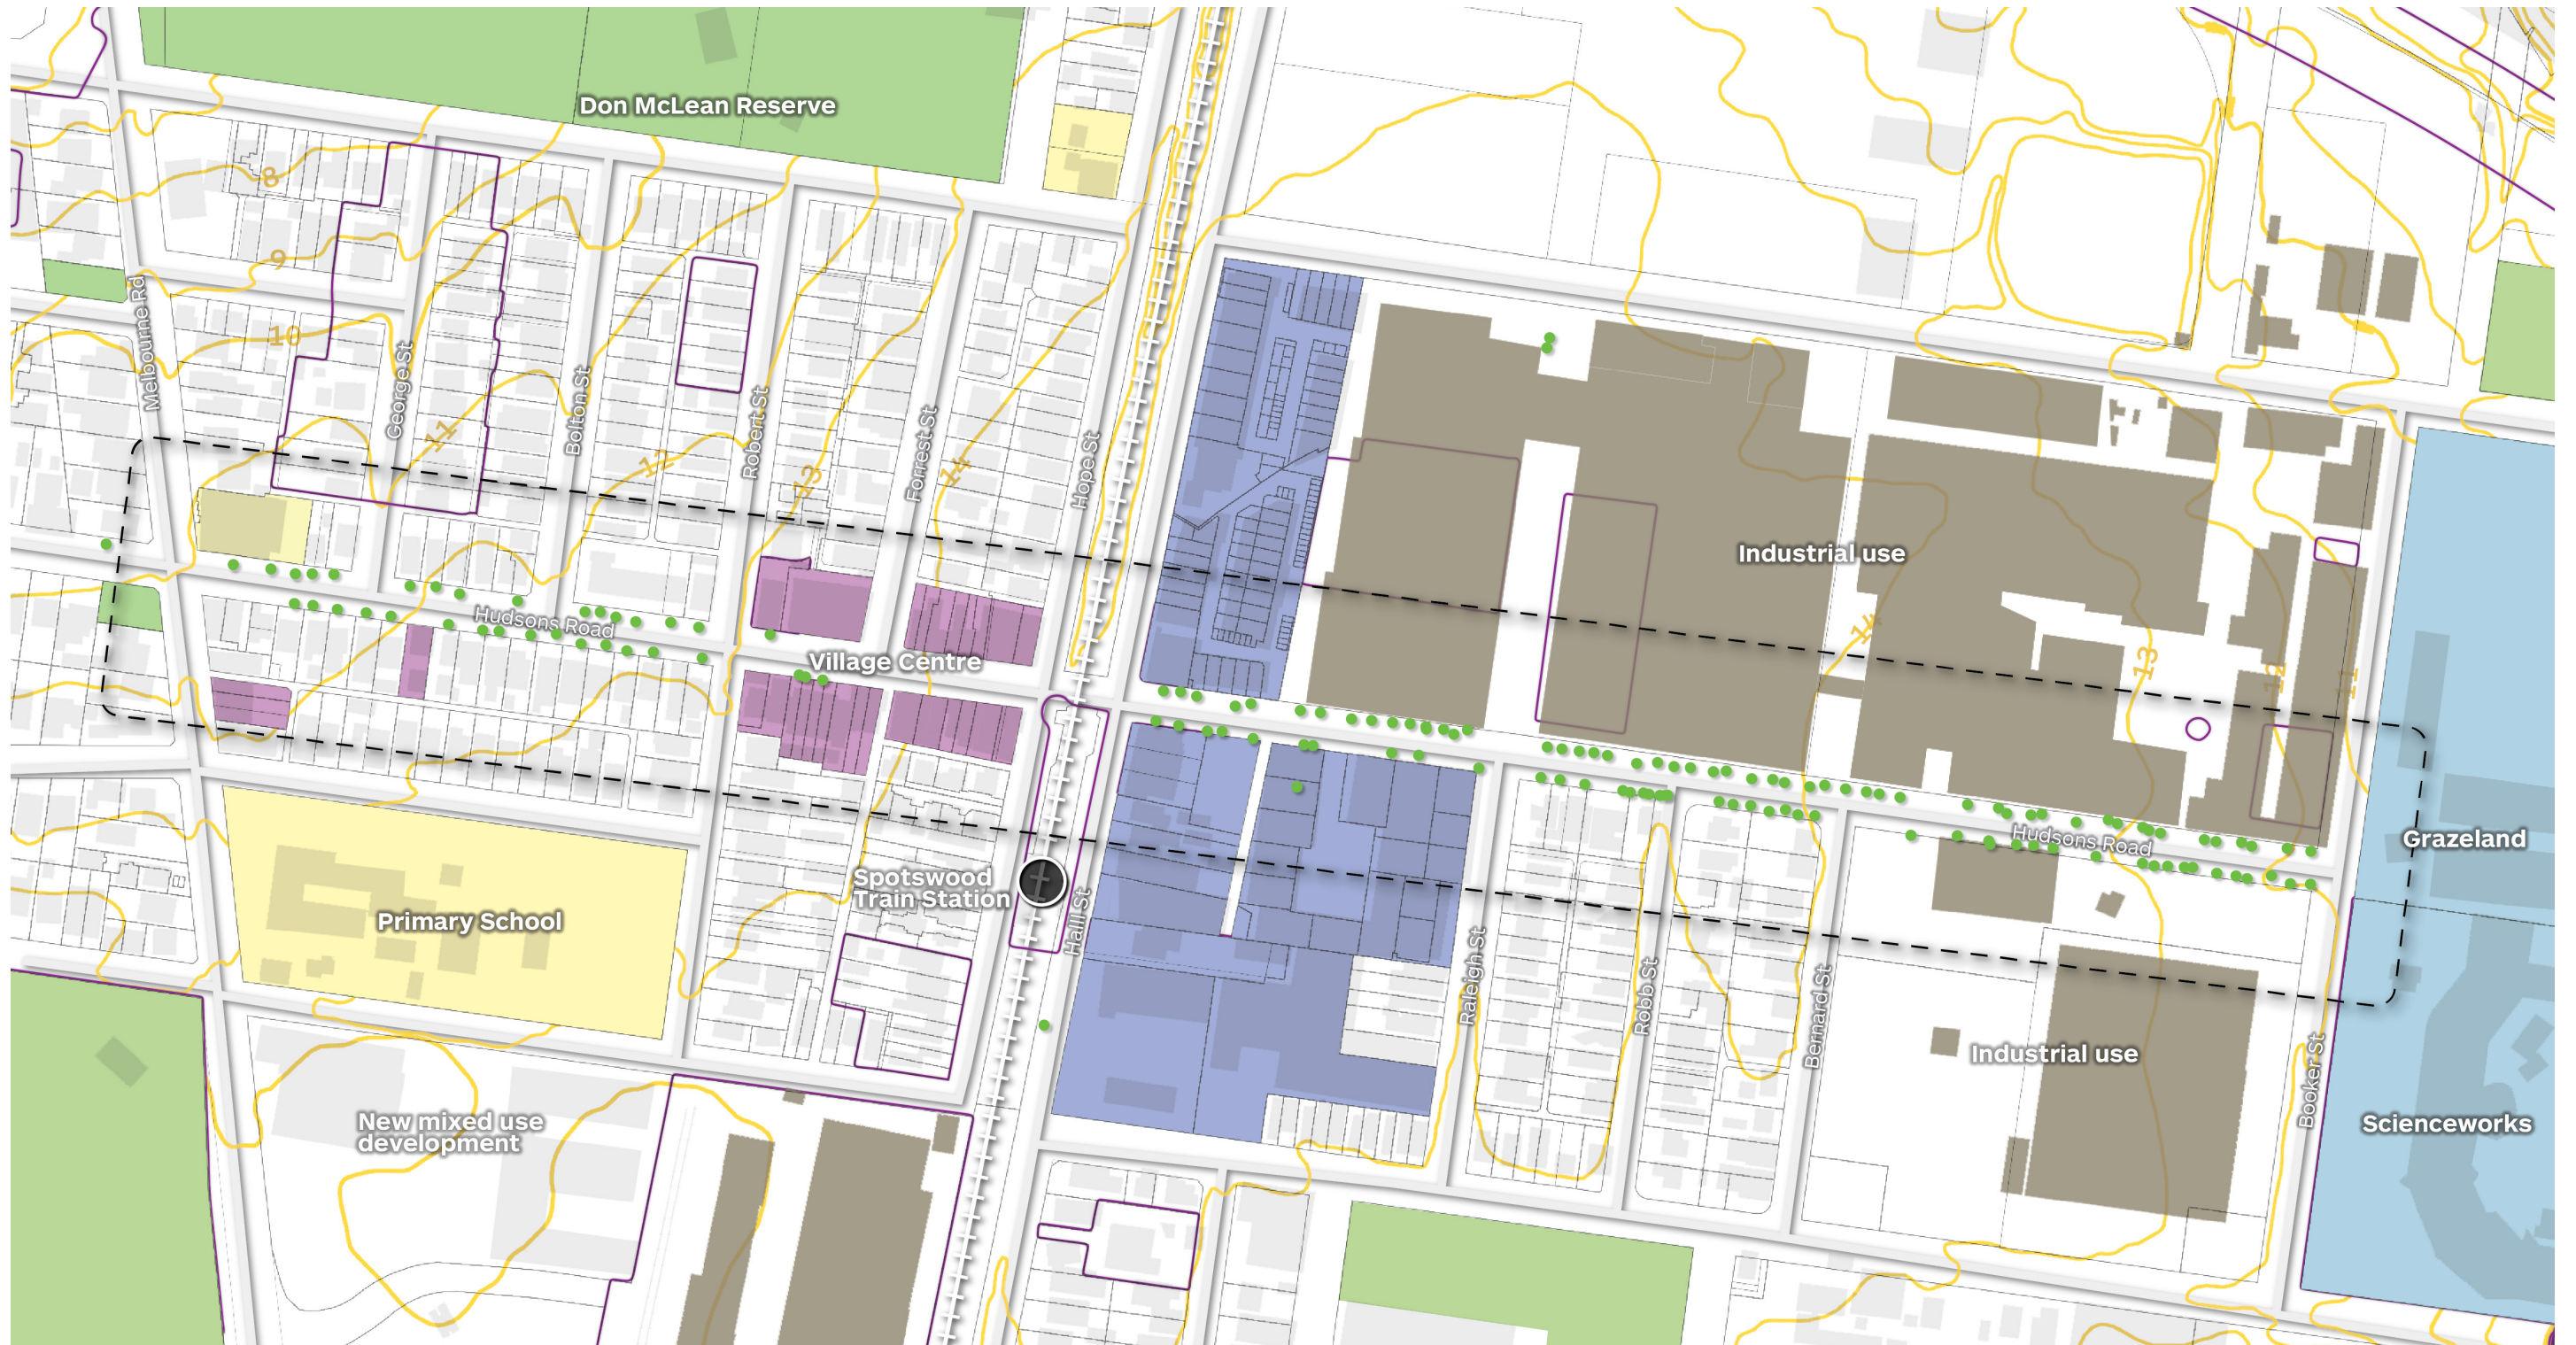 Don McLean Reserve
8
9
10
Melbourne Rd
George St
11
Bolton St
12
Robert St
13
Forrest St
14
Hope St
Industrial use
Hudsons Road
Village Centre
14
13
12
11
Hudsons Road
Grazeland
Spotswood
Train Station
Primary School
Hall St
Raleigh St
Robb St
Bernard St
Industrial use
Booker St
New mixed use
development
Scienceworks